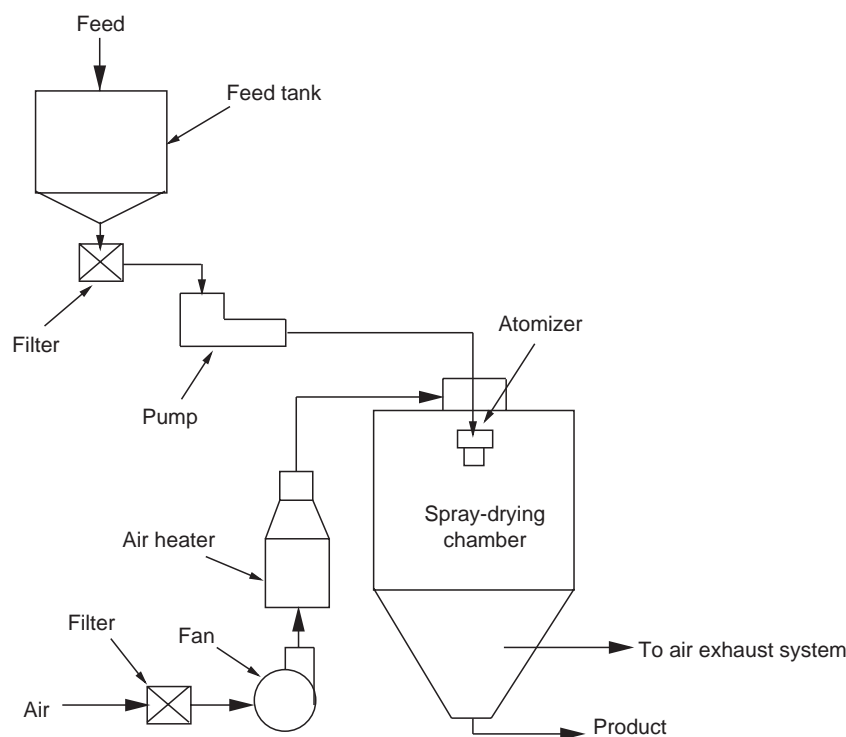 Feed
Feed tank
Filter
Pump
Atomizer
Spray-drying
chamber
Air heater
Filter
Fan
Air
To air exhaust system
Product